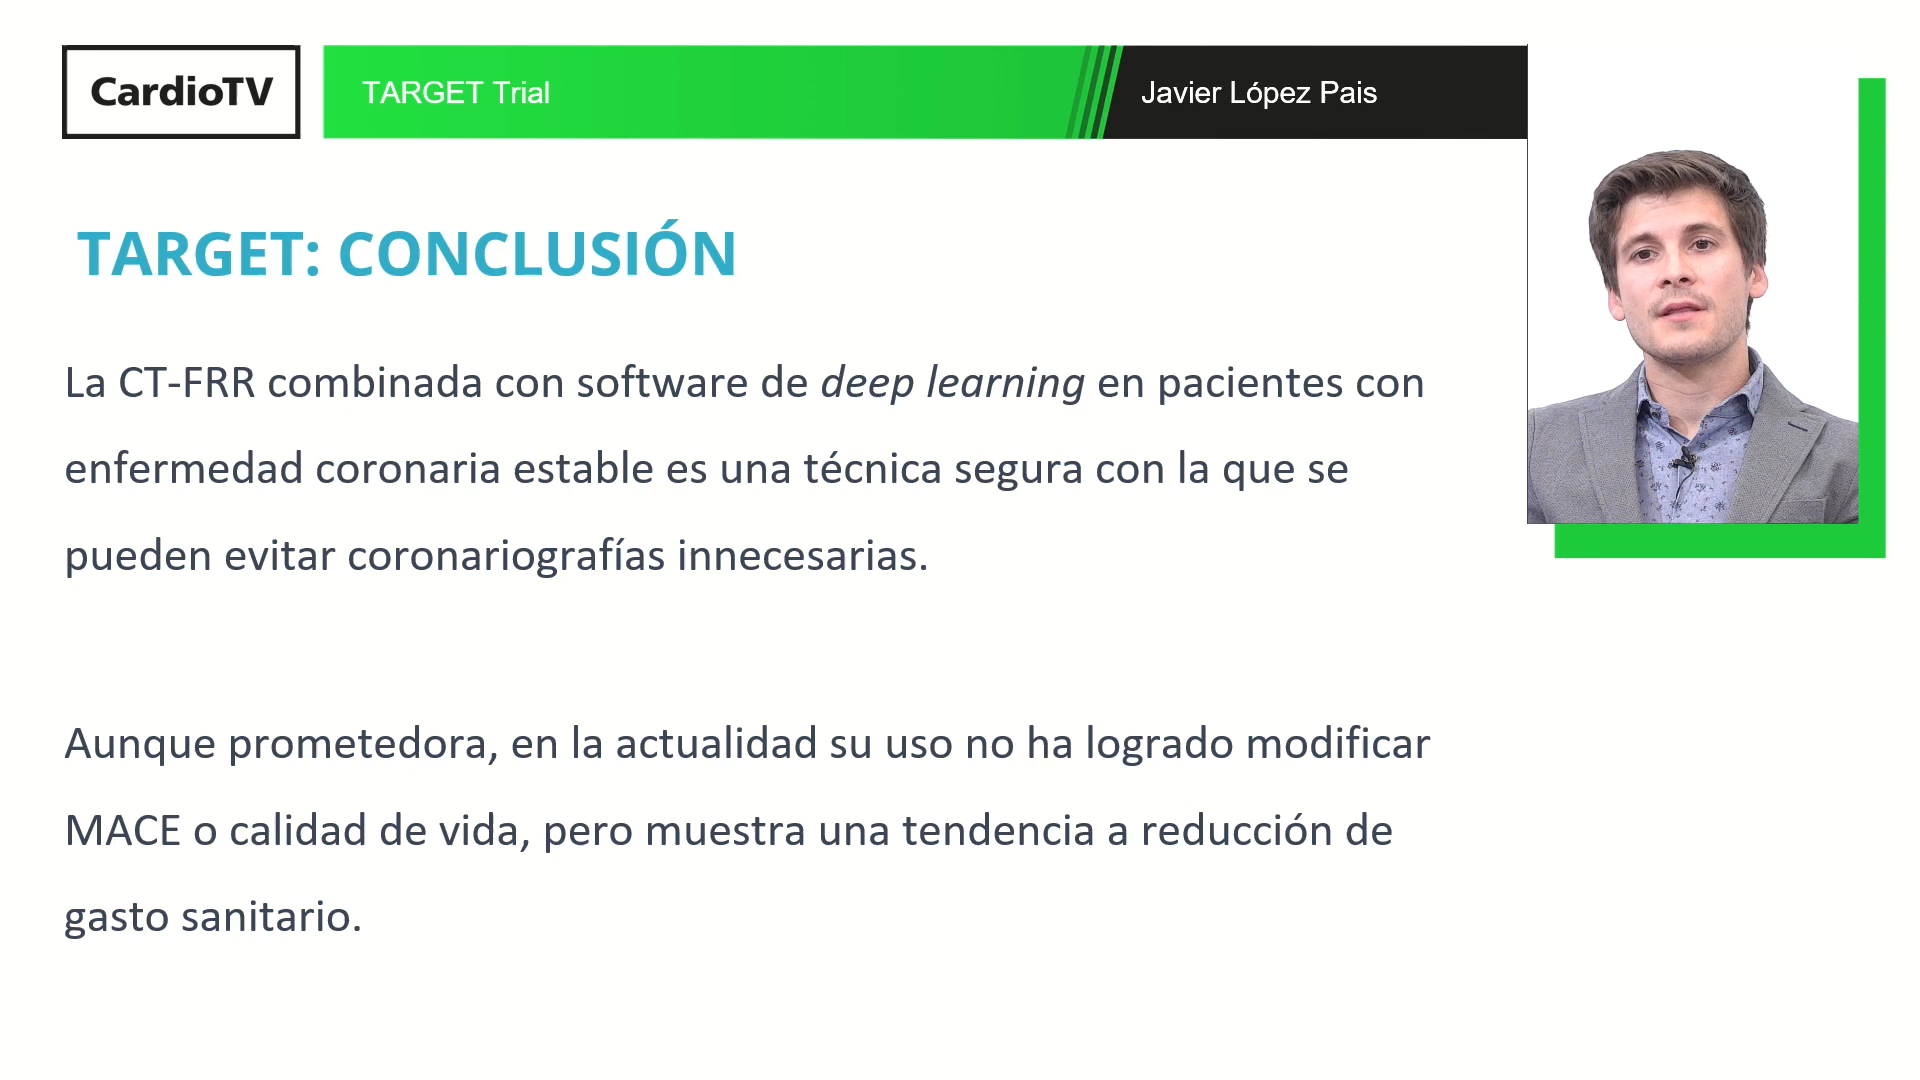 CardioTV
TARGET Trial
Javier López Pais
TARGET: CONCLUSIÓN
La CT-FRR combinada con software de deep learning en pacientes con
enfermedad coronaria estable es una técnica segura con la que se
pueden evitar coronariografías innecesarias.
Aunque prometedora, en la actualidad su uso no ha logrado modificar
MACE o calidad de vida, pero muestra una tendencia a reducción de
gasto sanitario.